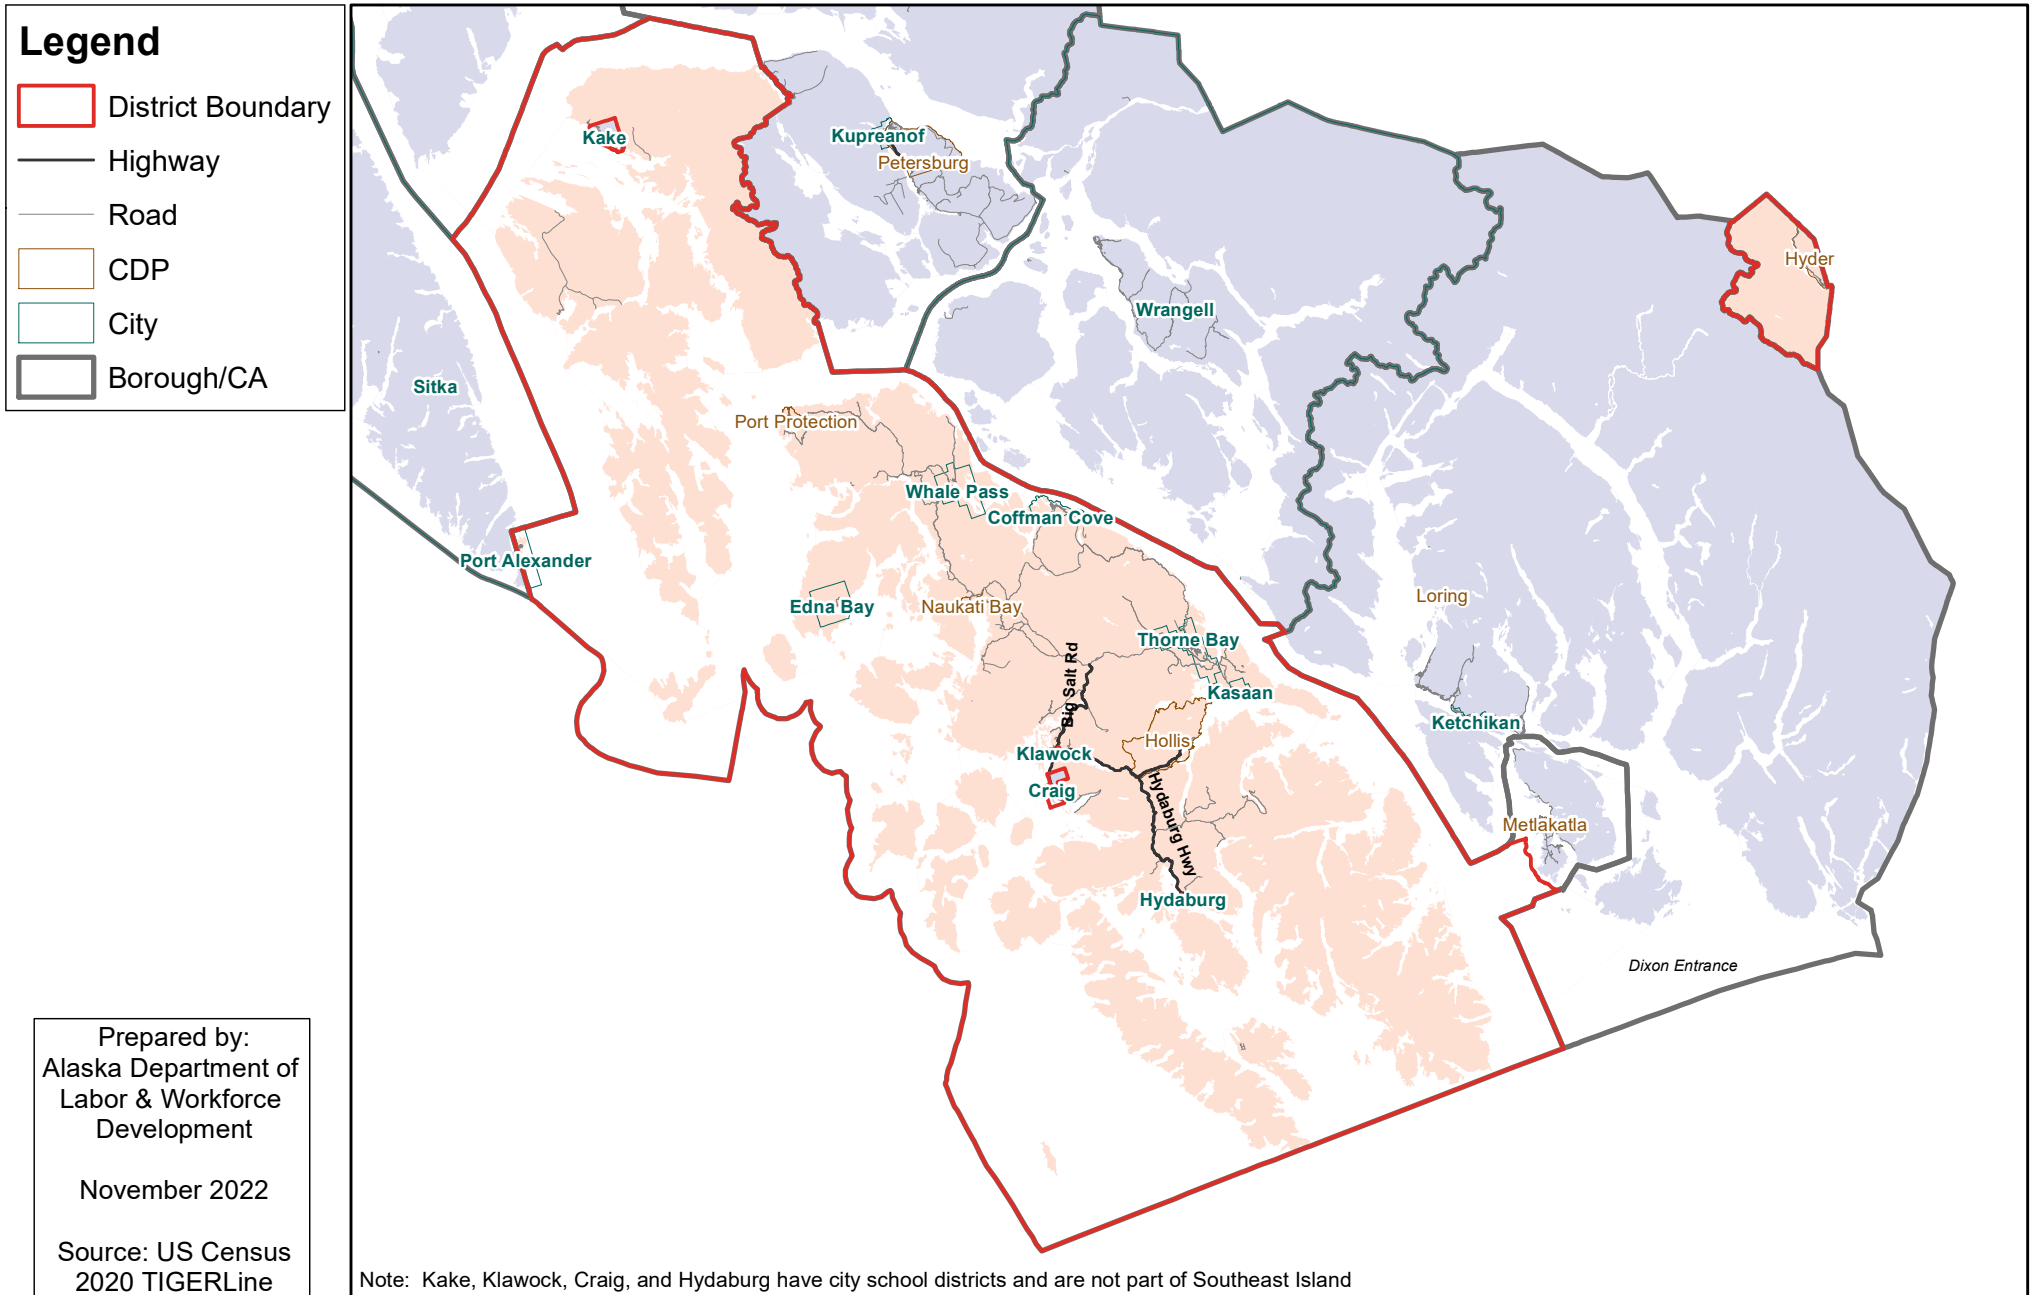 Legend
District Boundary
Highway
Road
CDP
City
Borough/CA
Prepared by:
Alaska Department of
Labor & Workforce
Development
November 2022
Source: US Census
2020 TIGERLine
Kake
Kupreanof
Petersburg
Hyder
Wrangell
Sitka
Port Protection
Whale Pass
Coffman Cove
Port Alexander
Edna Bay
Naukati Bay
Loring
Thorne Bay
Big Salt Rd
Kasaan
Ketchikan
Hollis
Klawock
Craig
Hydaburg Hwy
Metlakatla
Hydaburg
Dixon Entrance
Note: Kake, Klawock, Craig, and Hydaburg have city school districts and are not part of Southeast Island